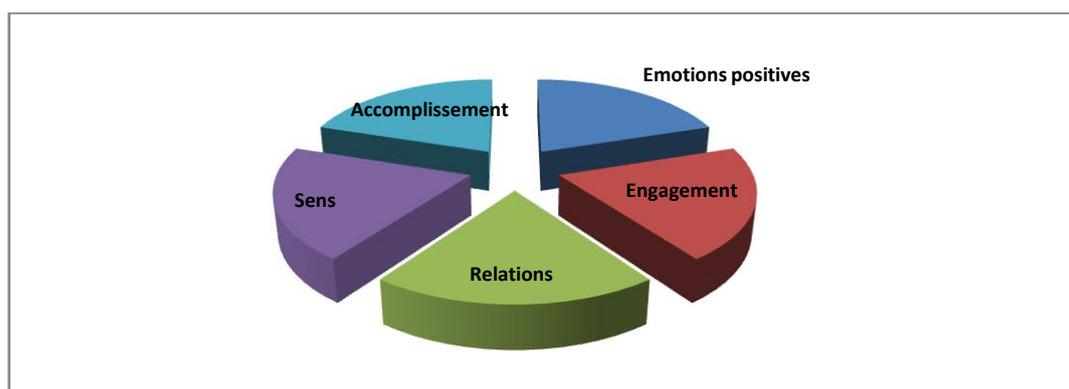 Emotions positives
Accomplissement
Engagement
Sens
Relations